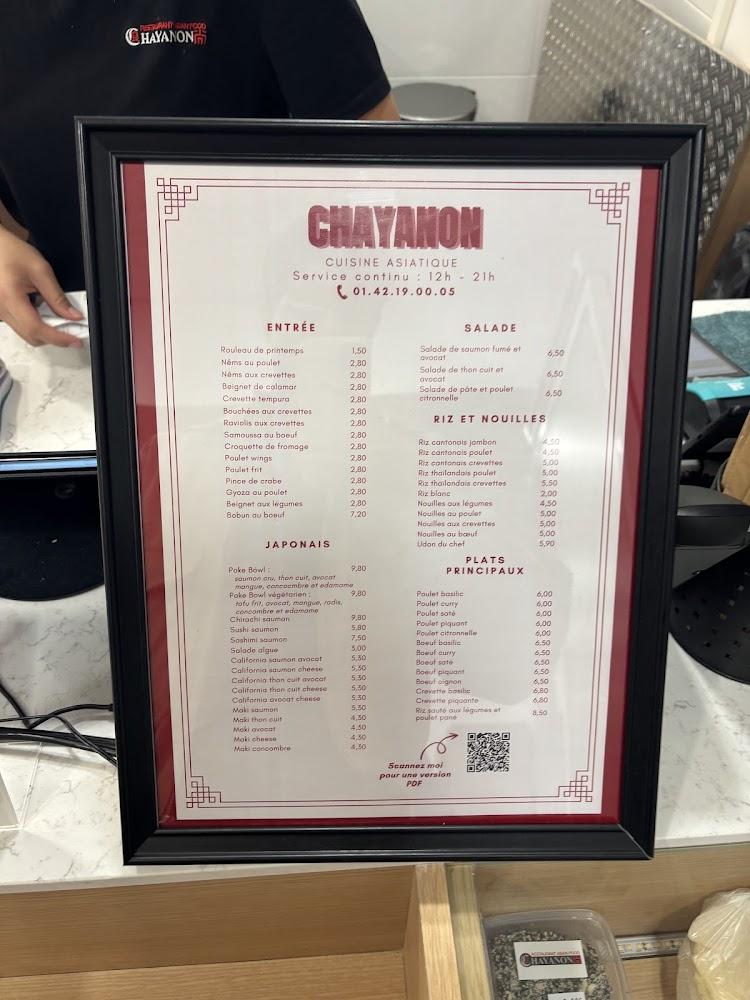 RESTAURANT ASIAN FOOD
CHAYANON
CHAYANON
CUISINE ASIATIQUE
Service continu : 12h - 21h
01.42.19.00.05
ENTRÉE
Rouleau de printemps 1,50
Nêms au poulet 2,80
Nêms aux crevettes 2,80
Beignet de calamar 2,80
Crevette tempura 2,80
Bouchées aux crevettes 2,80
Raviolis aux crevettes 2,80
Samoussa au boeuf 2,80
Croquette de fromage 2,80
Poulet wings 2,80
Poulet frit 2,80
Pince de crabe 2,80
Gyoza au poulet 2,80
Beignet aux légumes 2,80
Bobun au boeuf 7,20
JAPONAIS
Poke Bowl : 9,80
saumon cru, thon cuit, avocat
mangue, concocmbre et edamame
Poke Bowl végétarien : 9,80
tofu frit, avocat, mangue, radis,
concombre et edamame
Chirachi saumon 9,80
Sushi saumon 5,80
Sashimi saumon 7,50
Salade algue 3,00
California saumon avocat 5,30
California saumon cheese 5,30
California thon cuit avocat 5,30
California thon cuit cheese 5,30
California avocat cheese 5,30
Maki saumon 5,30
Maki thon cuit 4,30
Maki avocat 4,30
Maki cheese 4,30
Maki concombre 4,30
SALADE
Salade de saumon fumé et
avocat 6,50
Salade de thon cuit et
avocat 6,50
Salade de pâte et poulet
citronnelle 6,50
RIZ ET NOUILLES
Riz cantonais jambon 4,50
Riz cantonais poulet 4,50
Riz cantonais crevettes 5,00
Riz thaïlandais poulet 5,00
Riz thaïlandais crevettes 5,50
Riz blanc 2,00
Nouilles aux légumes 4,50
Nouilles au poulet 5,00
Nouilles aux crevettes 5,00
Nouilles au bœuf 5,00
Udon du chef 5,90
PLATS
PRINCIPAUX
Poulet basilic 6,00
Poulet curry 6,00
Poulet saté 6,00
Poulet piquant 6,00
Poulet citronnelle 6,00
Boeuf basilic 6,50
Boeuf curry 6,50
Boeuf saté 6,50
Boeuf piquant 6,50
Boeuf oignon 6,50
Crevette basilic 6,80
Crevette piquante 6,80
Riz sauté aux légumes et
poulet pané 8,50
Scannez moi
pour une version
PDF
RESTAURANT ASIAN FOOD
CHAYANON